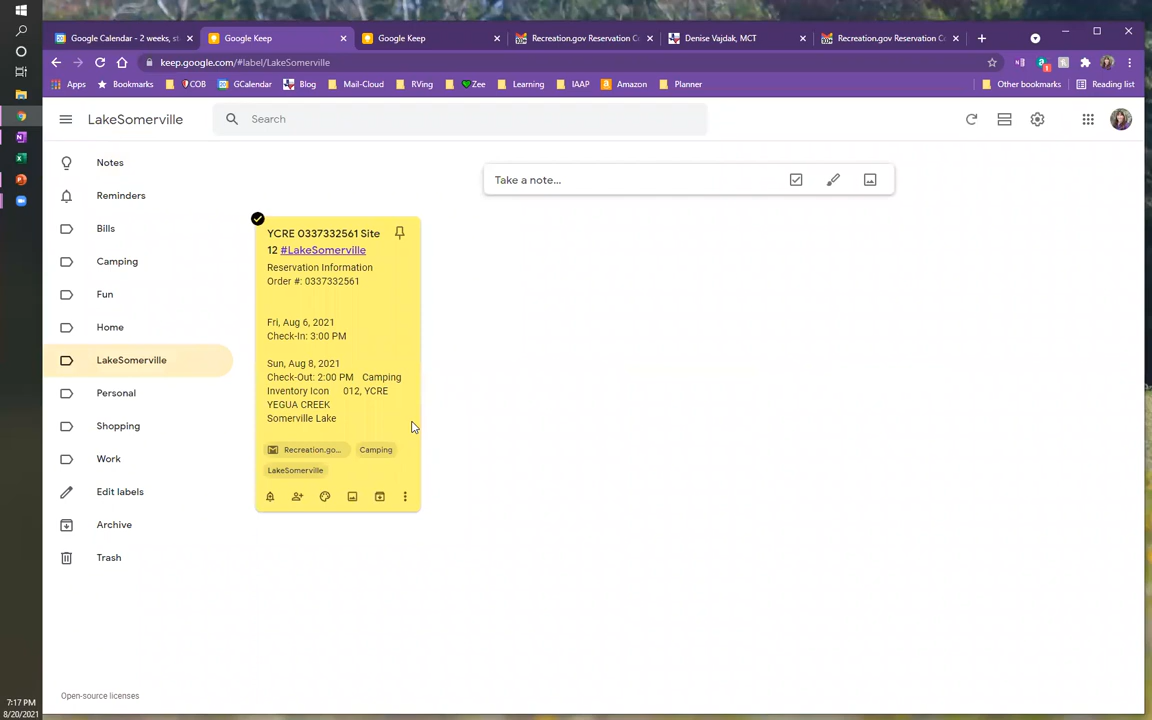 Google Calendar - 2 weeks, st
Google Keep
Google Keep
Recreation.gov Reservation Co
Denise Vajdak, MCT
Recreation.gov Reservation Co
keep.google.com/#label/LakeSomerville
Apps
Bookmarks
COB
GCalendar
Blog
Mail-Cloud
RVing
Zee
Learning
IAAP
Amazon
Planner
Other bookmarks
Reading list
LakeSomerville
Search
Notes
Reminders
Bills
Camping
Fun
Home
LakeSomerville
Personal
Shopping
Work
Edit labels
Archive
Trash
Take a note...
YCRE 0337332561 Site
12 #LakeSomerville
Reservation Information
Order #: 0337332561
Fri, Aug 6, 2021
Check-In: 3:00 PM
Sun, Aug 8, 2021
Check-Out: 2:00 PM Camping
Inventory Icon 012, YCRE
YEGUA CREEK
Somerville Lake
Recreation.go...
Camping
LakeSomerville
Open-source licenses
7:17 PM
8/20/2021